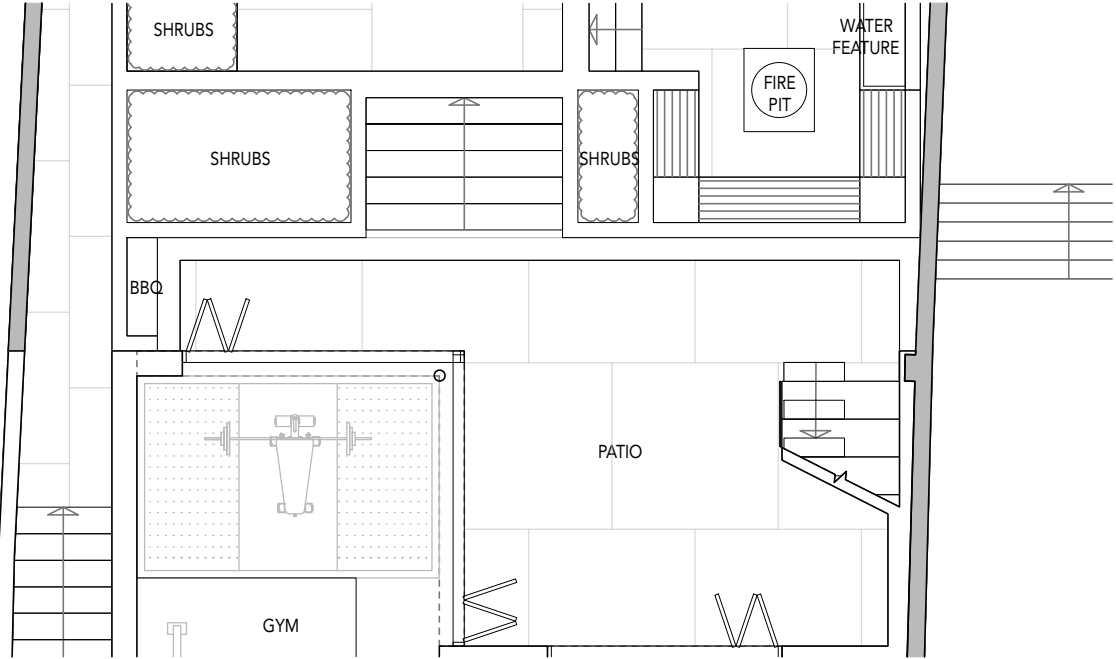 SHRUBS
WATER
FEATURE
FIRE
PIT
SHRUBS
SHRUBS
BBQ
PATIO
GYM